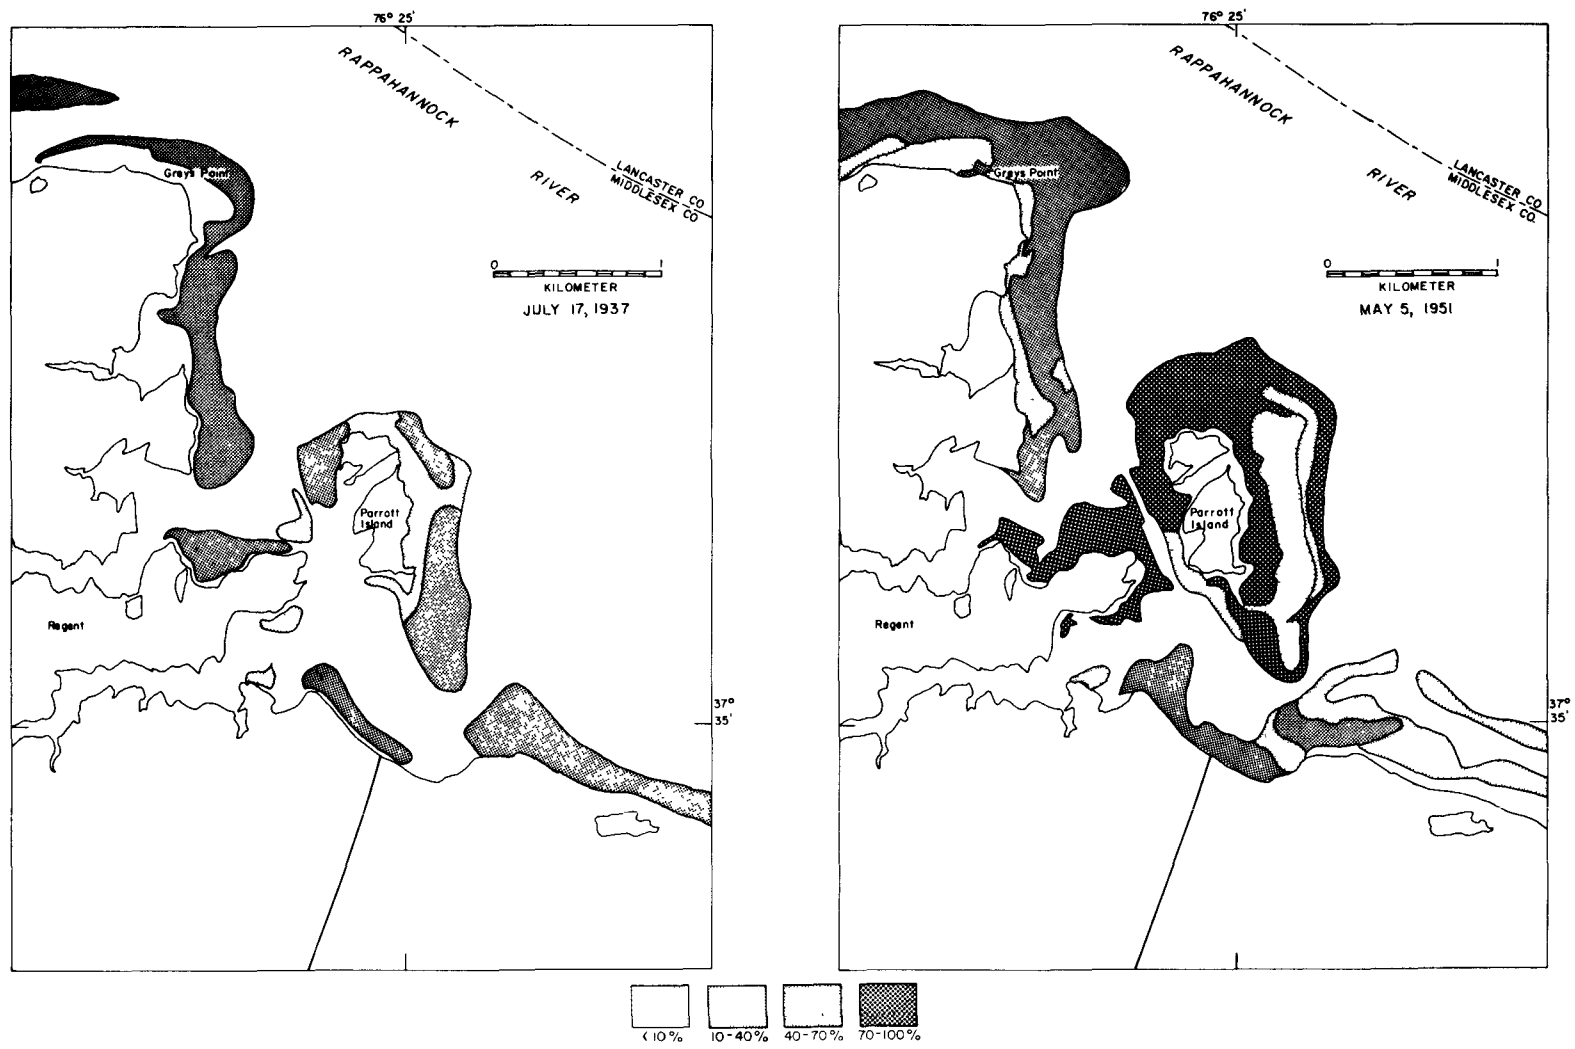 76° 25'
RAPPAHANNOCK
RIVER
LANCASTER CO
MIDDLESEX CO
Greys Point
0 1
KILOMETER
JULY 17, 1937
Parrott
Island
Regent
37°
35'
76° 25'
RAPPAHANNOCK
RIVER
LANCASTER CO
MIDDLESEX CO.
Greys Point
0 1
KILOMETER
MAY 5, 1951
Parrott
Island
Regent
37°
35'
<10% 10-40% 40-70% 70-100%